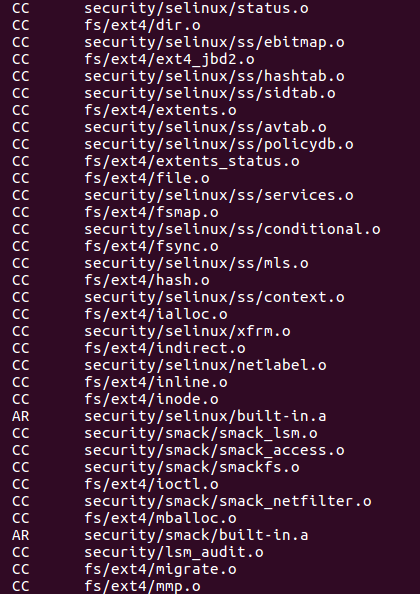 CC security/selinux/status.o
CC fs/ext4/dir.o
CC security/selinux/ss/ebitmap.o
CC fs/ext4/ext4_jbd2.o
CC security/selinux/ss/hashtab.o
CC security/selinux/ss/sidtab.o
CC fs/ext4/extents.o
CC security/selinux/ss/avtab.o
CC security/selinux/ss/policydb.o
CC fs/ext4/extents_status.o
CC fs/ext4/file.o
CC security/selinux/ss/services.o
CC fs/ext4/fsmap.o
CC security/selinux/ss/conditional.o
CC fs/ext4/fsync.o
CC security/selinux/ss/mls.o
CC fs/ext4/hash.o
CC security/selinux/ss/context.o
CC fs/ext4/ialloc.o
CC security/selinux/xfrm.o
CC fs/ext4/indirect.o
CC security/selinux/netlabel.o
CC fs/ext4/inline.o
CC fs/ext4/inode.o
AR security/selinux/built-in.a
CC security/smack/smack_lsm.o
CC security/smack/smack_access.o
CC security/smack/smackfs.o
CC fs/ext4/ioctl.o
CC security/smack/smack_netfilter.o
CC fs/ext4/mballoc.o
AR security/smack/built-in.a
CC security/lsm_audit.o
CC fs/ext4/migrate.o
CC fs/ext4/mmp.o